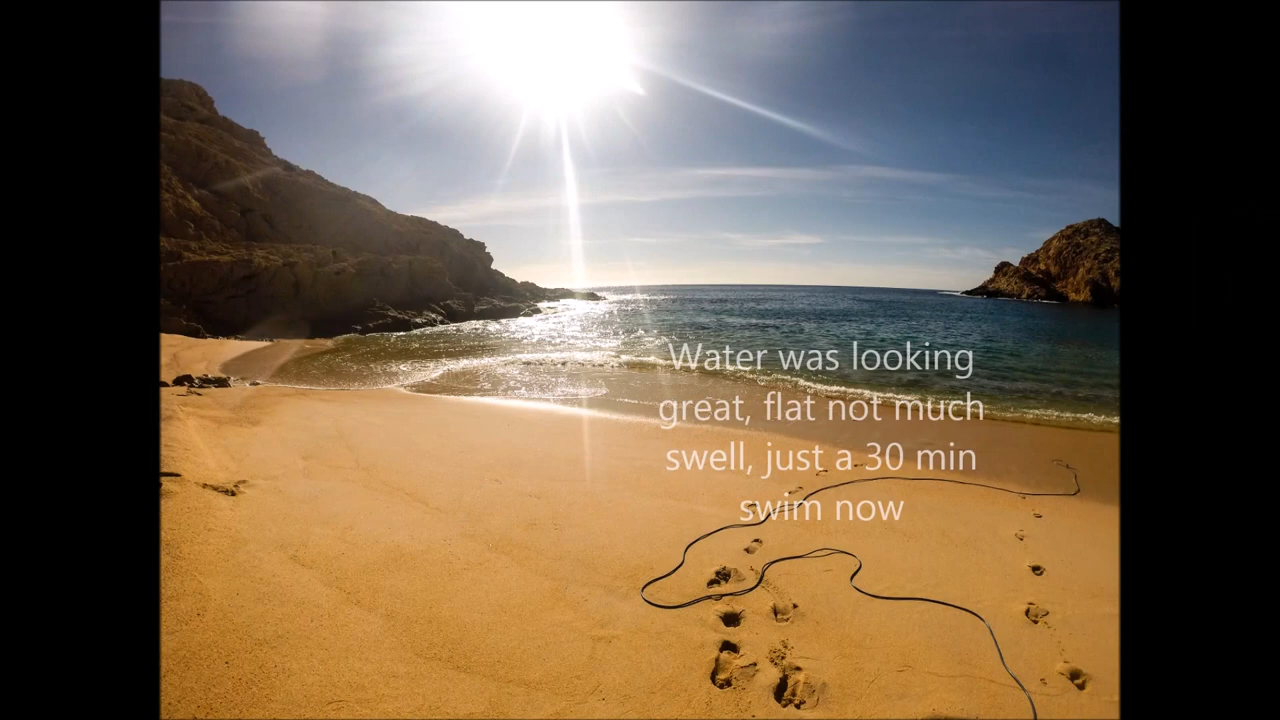 Water was looking
great, flat not much
swell, just a 30 min
swim now